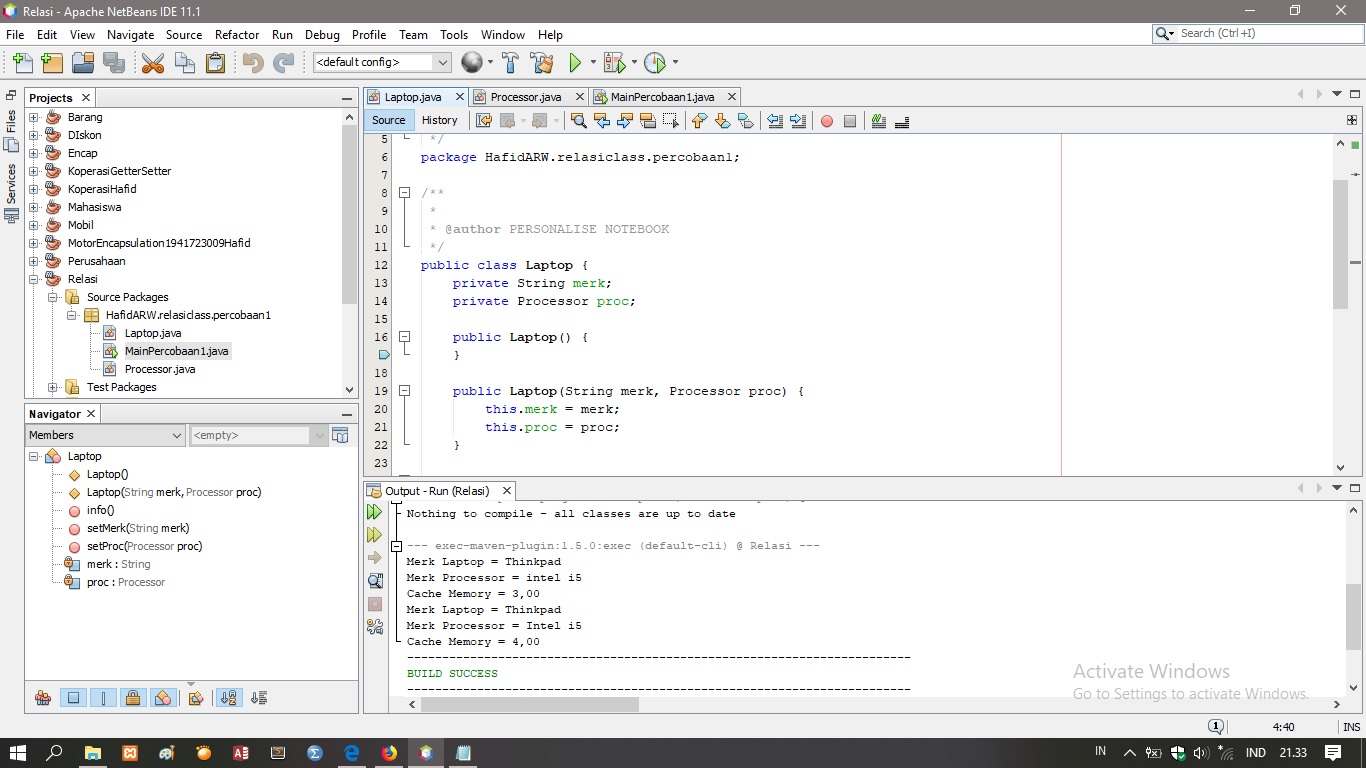 Relasi - Apache NetBeans IDE 11.1
File Edit View Navigate Source Refactor Run Debug Profile Team Tools Window Help
Search (Ctrl+I)
<default config>
Files
Services
Projects
Barang
DIskon
Encap
KoperasiGetterSetter
KoperasiHafid
Mahasiswa
Mobil
MotorEncapsulation1941723009Hafid
Perusahaan
Relasi
Source Packages
HafidARW.relasiclass.percobaan1
Laptop.java
MainPercobaan1.java
Processor.java
Test Packages
Navigator
Members
<empty>
Laptop
Laptop()
Laptop(String merk, Processor proc)
info()
setMerk(String merk)
setProc(Processor proc)
merk : String
proc : Processor
Laptop.java Processor.java MainPercobaan1.java
Source History
5 */
6 package HafidARW.relasiclass.percobaan1;
7
8 /**
9 *
10 * @author PERSONALISE NOTEBOOK
11 */
12 public class Laptop {
13 private String merk;
14 private Processor proc;
15
16 public Laptop() {
}
18
19 public Laptop(String merk, Processor proc) {
20 this.merk = merk;
21 this.proc = proc;
22 }
23
Output - Run (Relasi)
Nothing to compile - all classes are up to date
--- exec-maven-plugin:1.5.0:exec (default-cli) @ Relasi ---
Merk Laptop = Thinkpad
Merk Processor = intel i5
Cache Memory = 3,00
Merk Laptop = Thinkpad
Merk Processor = Intel i5
Cache Memory = 4,00
------------------------------------------------------------------------
BUILD SUCCESS
------------------------------------------------------------------------
Activate Windows
Go to Settings to activate Windows.
1 4:40 INS
IN IND 21.33